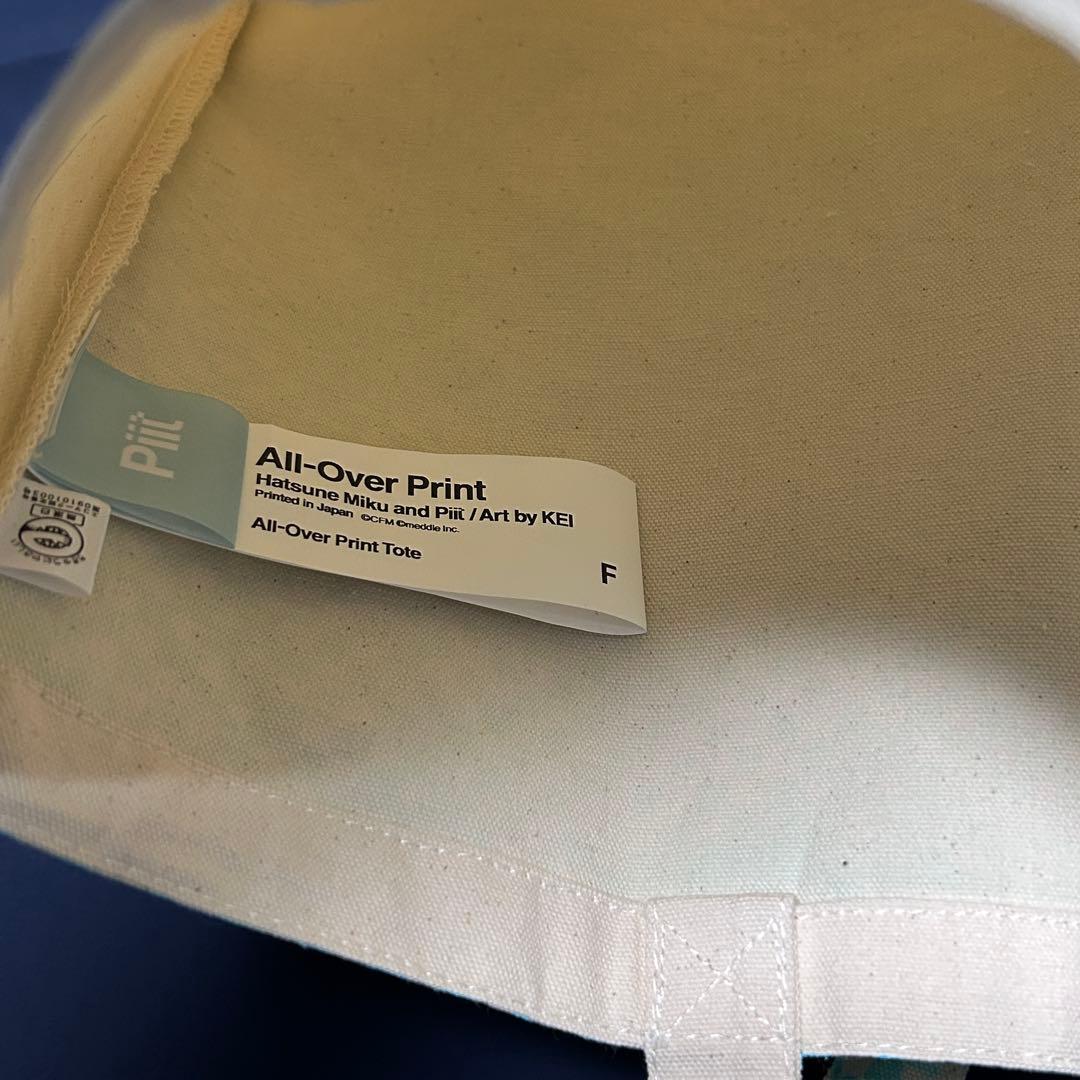 Piit
All-Over Print
Hatsune Miku and Piit / Art by KEI
Printed in Japan ©CFM ©meddle Inc.
All-Over Print Tote
F